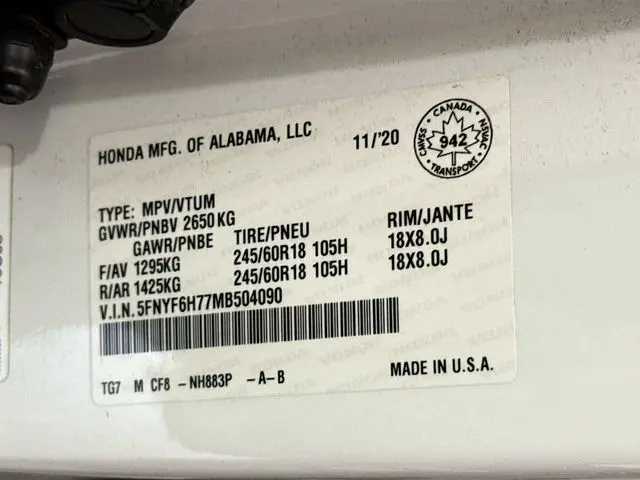 HONDA MFG. OF ALABAMA, LLC 11/'20
CANADA
CMVSS 942 NSVAC
TRANSPORT
TYPE: MPV/VTUM
GVWR/PNBV 2650KG
GAWR/PNBE TIRE/PNEU RIM/JANTE
F/AV 1295KG 245/60R18 105H 18X8.0J
R/AR 1425KG 245/60R18 105H 18X8.0J
V.I.N. 5FNYF6H77MB504090
TG7 M CF8 -NH883P -A-B MADE IN U.S.A.